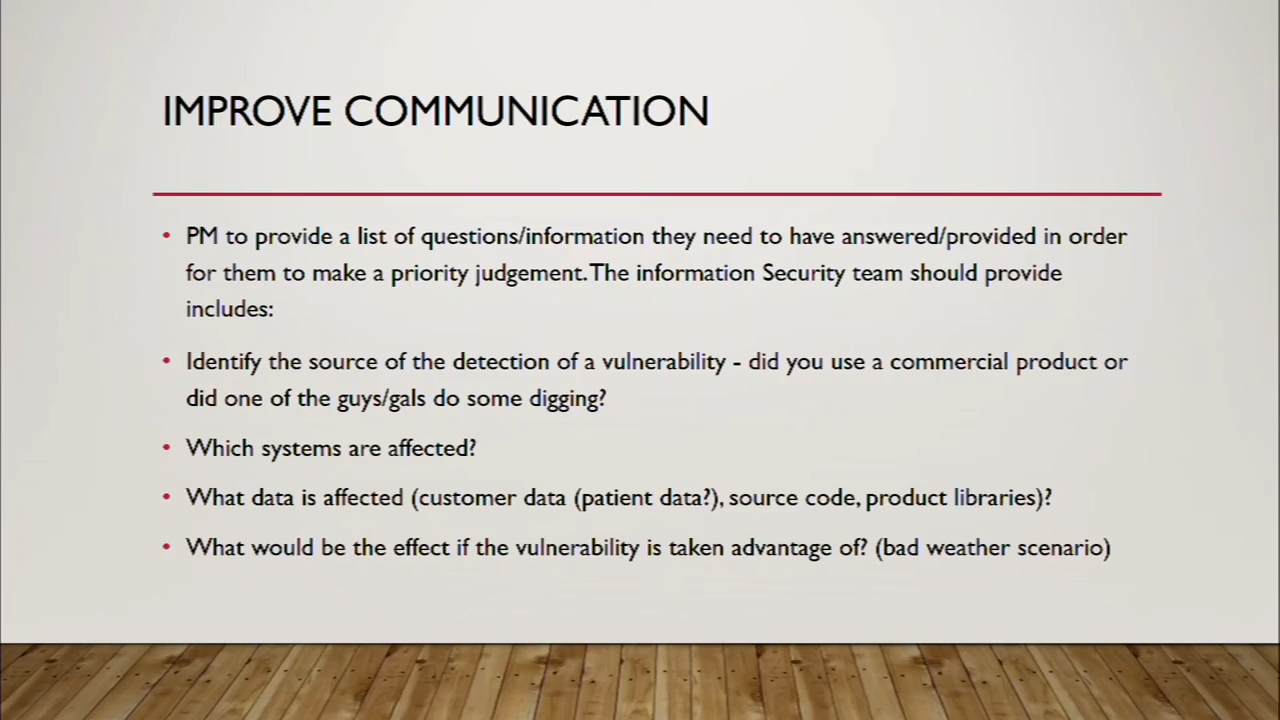 IMPROVE COMMUNICATION
• PM to provide a list of questions/information they need to have answered/provided in order
for them to make a priority judgement. The information Security team should provide
includes:
• Identify the source of the detection of a vulnerability - did you use a commercial product or
did one of the guys/gals do some digging?
• Which systems are affected?
• What data is affected (customer data (patient data?), source code, product libraries)?
• What would be the effect if the vulnerability is taken advantage of? (bad weather scenario)